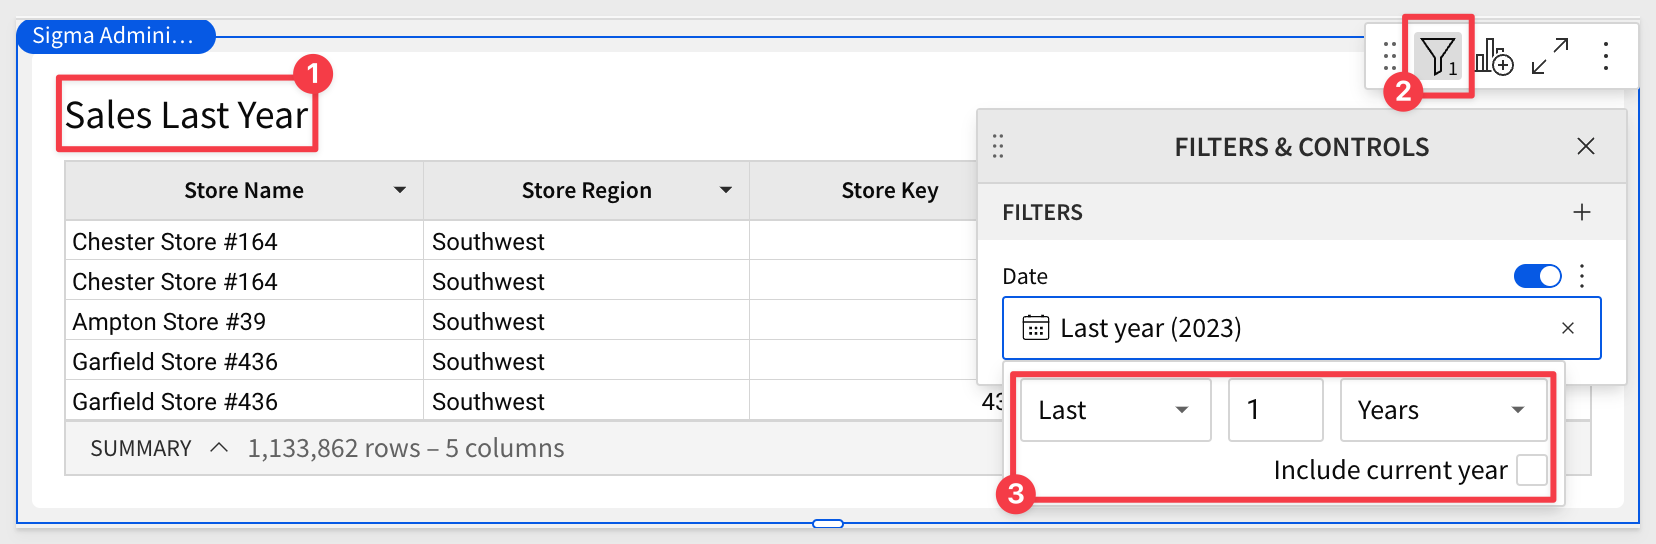 Sigma Admini...
1
Sales Last Year
1
2
FILTERS & CONTROLS
Store Name
Store Region
Store Key
FILTERS
Chester Store #164
Southwest
Chester Store #164
Southwest
Date
Ampton Store #39
Southwest
Last year (2023)
Garfield Store #436
Southwest
Garfield Store #436
Southwest
43
Last
1
Years
SUMMARY
1,133,862 rows – 5 columns
Include current year
3